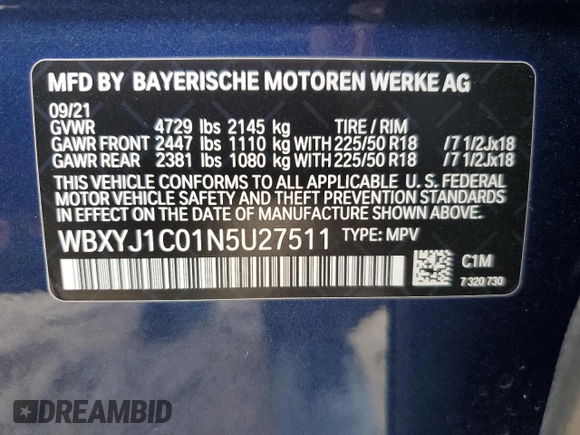 MFD BY BAYERISCHE MOTOREN WERKE AG
09/21
GVWR 4729 lbs 2145 kg TIRE / RIM
GAWR FRONT 2447 lbs 1110 kg WITH 225/50 R18 /7 1/2Jx18
GAWR REAR 2381 lbs 1080 kg WITH 225/50 R18 /7 1/2Jx18
THIS VEHICLE CONFORMS TO ALL APPLICABLE U. S. FEDERAL
MOTOR VEHICLE SAFETY AND THEFT PREVENTION STANDARDS
IN EFFECT ON THE DATE OF MANUFACTURE SHOWN ABOVE.
WBXYJ1C01N5U27511 TYPE: MPV
C1M
7 320 730
DREAMBID